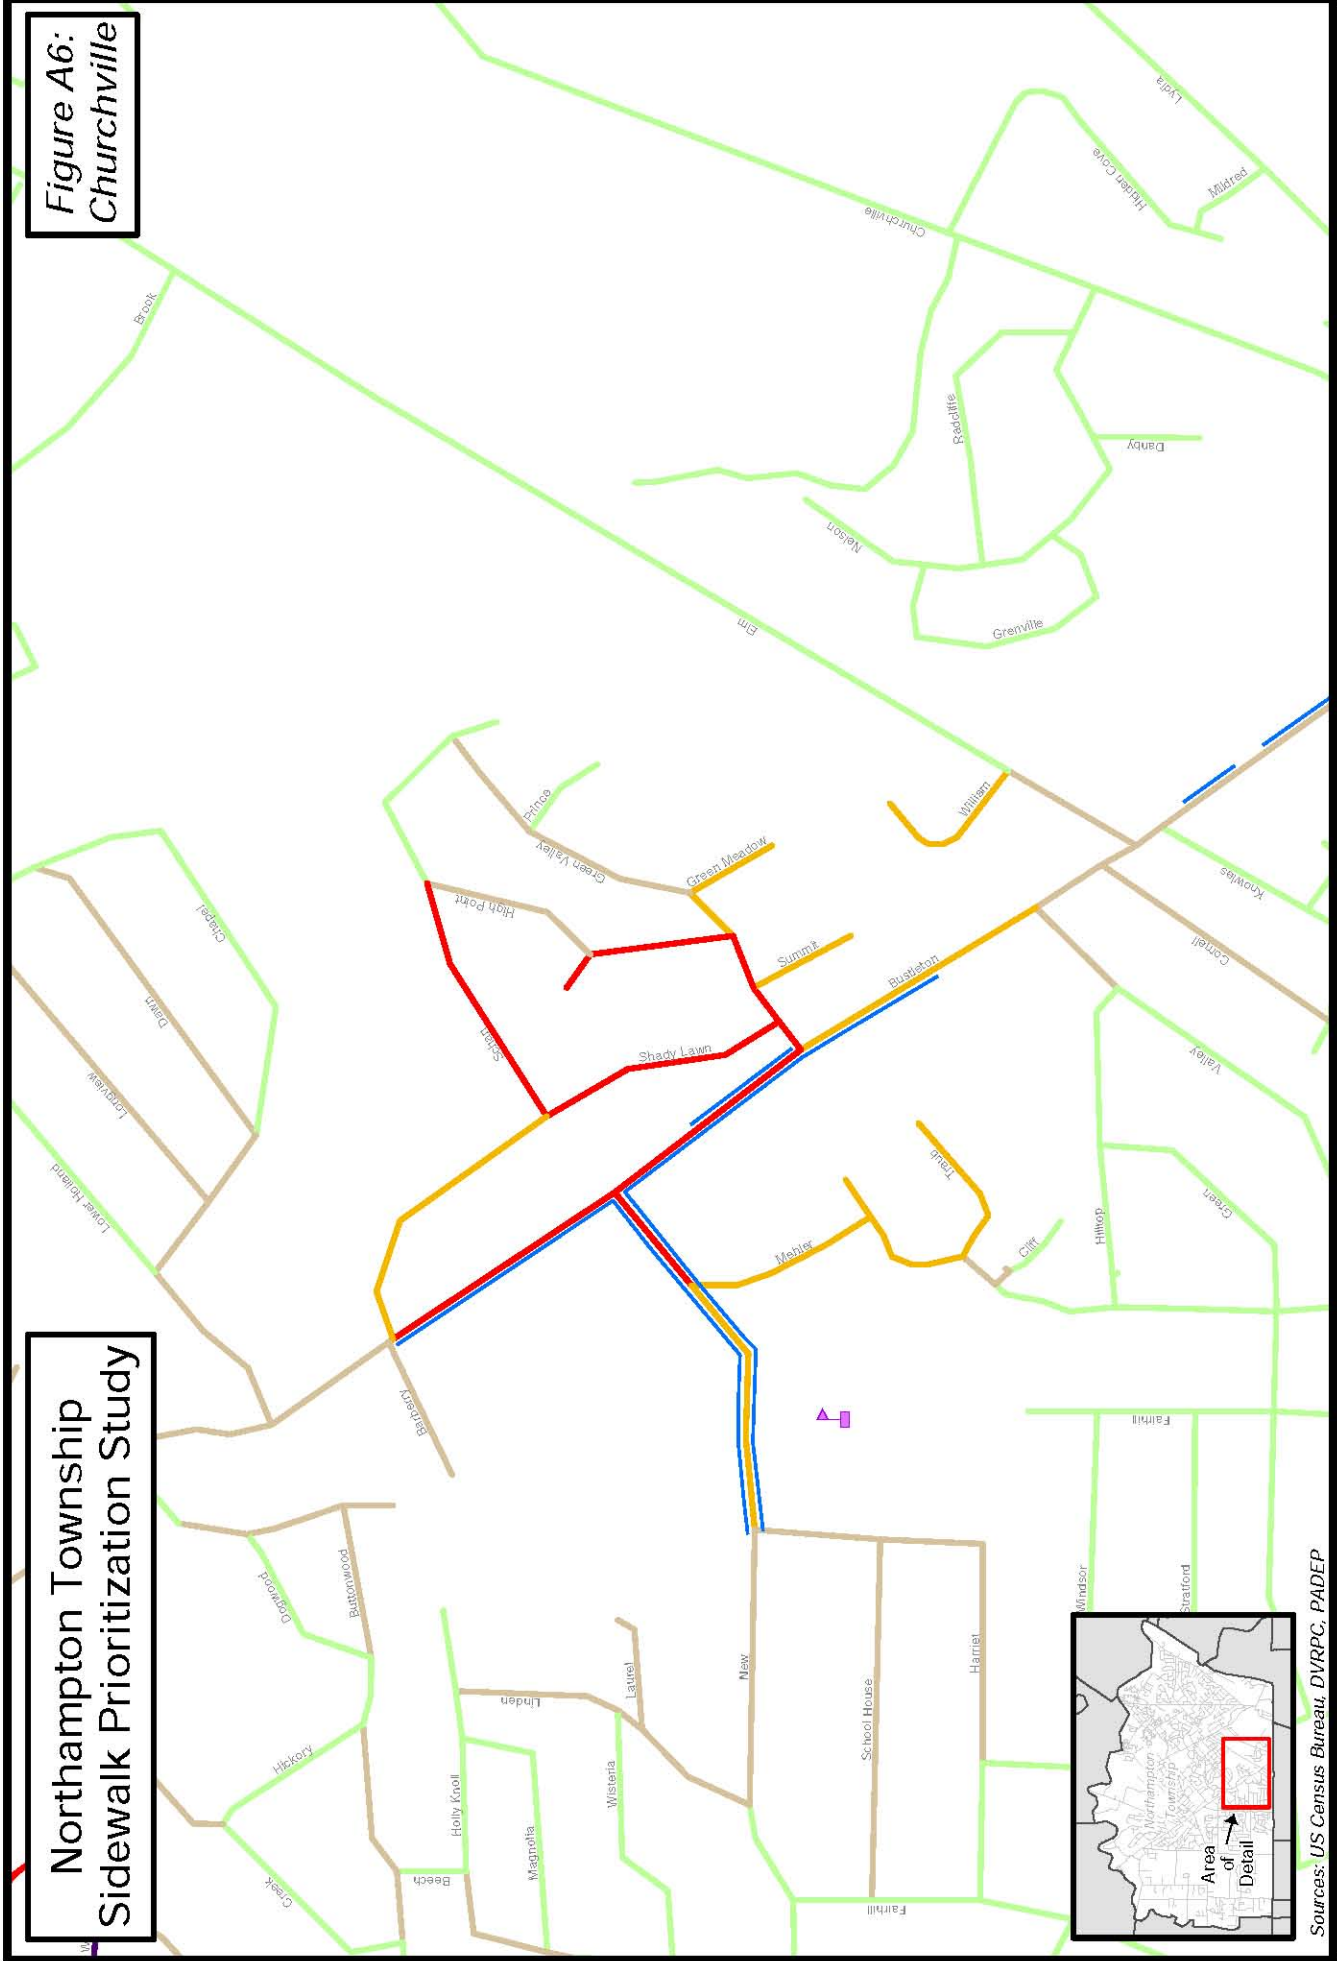 Northampton Township
Sidewalk Prioritization Study
Figure A6:
Churchville
W
Creek
Hickory
Dogwood
Buttonwood
Beech
Holly Knoll
Magnolia
Linden
Wisteria
Laurel
New
School House
Harriet
Fairhill
Fairhill
Windsor
Stratford
Barberry
Lower Holland
Longview
Dawn
Chapel
Schan
Shady Lawn
High Point
Green Valley
Prince
Green Meadow
Summit
Bustleton
William
Mehler
Traub
Cliff
Hilltop
Green
Valley
Cornell
Knowles
Elm
Brook
Nelson
Grenville
Radcliffe
Danby
Churchville
Hidden Cove
Mildred
Lydia
Northampton
Township
Area
of
Detail
Sources: US Census Bureau, DVRPC, PADEP